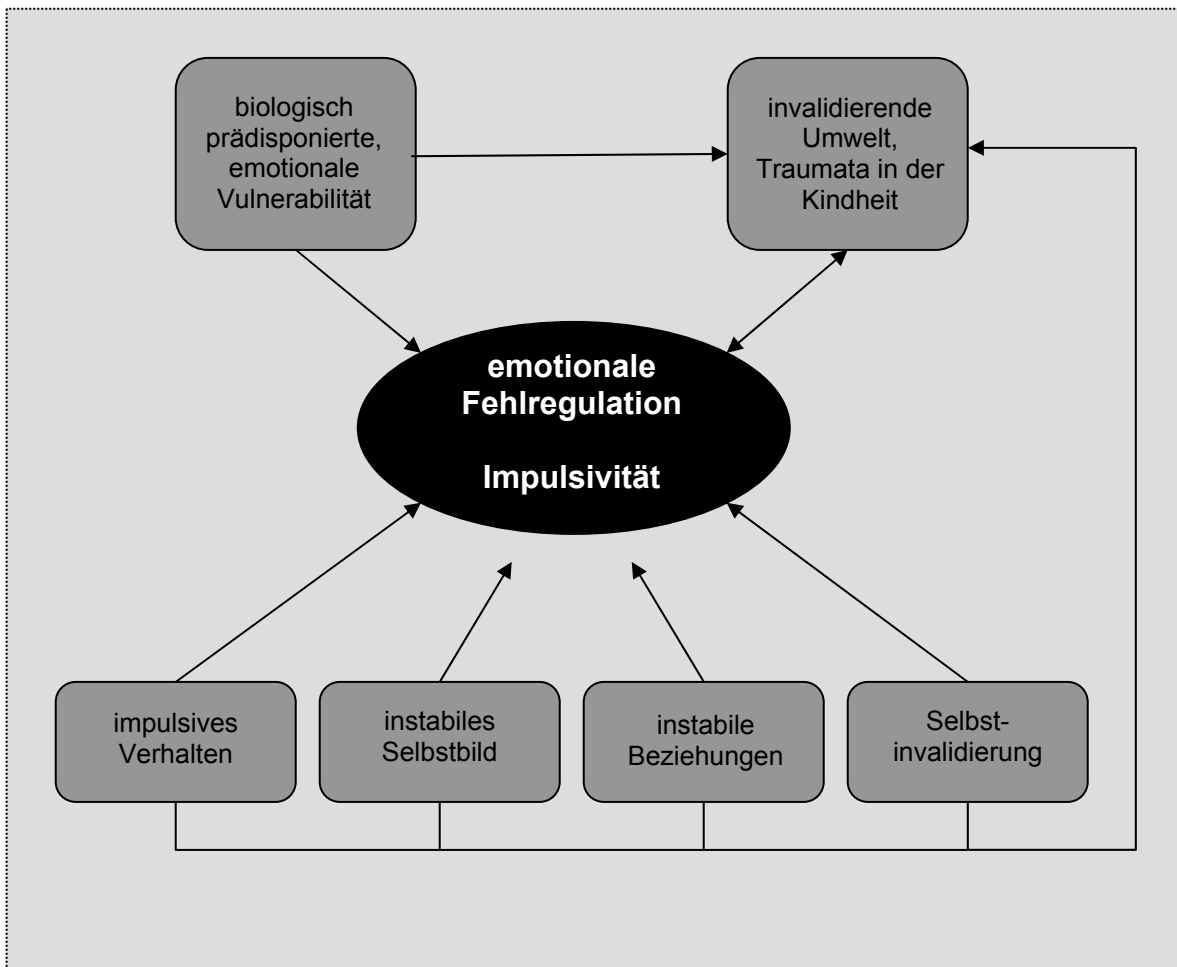 biologisch
prädisponierte,
emotionale
Vulnerabilität
invalidierende
Umwelt,
Traumata in der
Kindheit
emotionale
Fehlregulation
Impulsivität
impulsives
Verhalten
instabiles
Selbstbild
instabile
Beziehungen
Selbst-
invalidierung